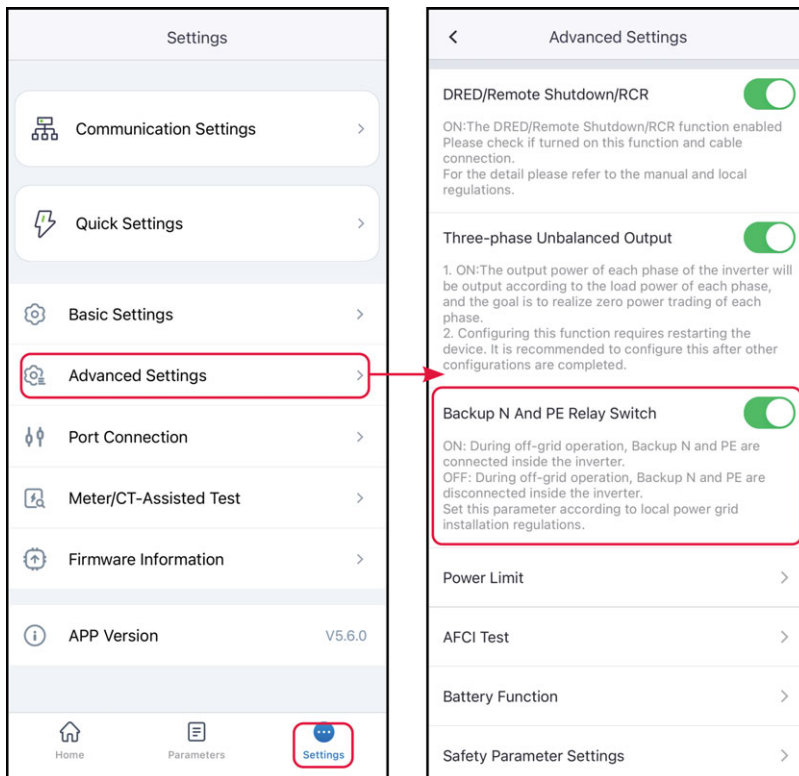 Settings
Communication Settings
Quick Settings
Basic Settings
Advanced Settings
Port Connection
Meter/CT-Assisted Test
Firmware Information
APP Version V5.6.0
Home Parameters Settings
Advanced Settings
DRED/Remote Shutdown/RCR
ON:The DRED/Remote Shutdown/RCR function enabled
Please check if turned on this function and cable
connection.
For the detail please refer to the manual and local
regulations.
Three-phase Unbalanced Output
1. ON:The output power of each phase of the inverter will
be output according to the load power of each phase,
and the goal is to realize zero power trading of each
phase.
2. Configuring this function requires restarting the
device. It is recommended to configure this after other
configurations are completed.
Backup N And PE Relay Switch
ON: During off-grid operation, Backup N and PE are
connected inside the inverter.
OFF: During off-grid operation, Backup N and PE are
disconnected inside the inverter.
Set this parameter according to local power grid
installation regulations.
Power Limit
AFCI Test
Battery Function
Safety Parameter Settings